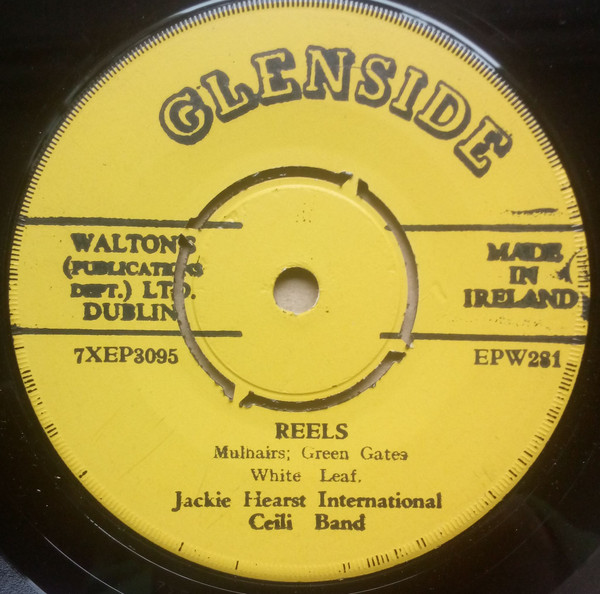 GLENSIDE
WALTON'S
(PUBLICATIONS
DEPT.) LTD.
DUBLIN
MADE
IN
IRELAND
7XEP3095
EPW281
REELS
Mulhairs; Green Gates
White Leaf.
Jackie Hearst International
Ceili Band